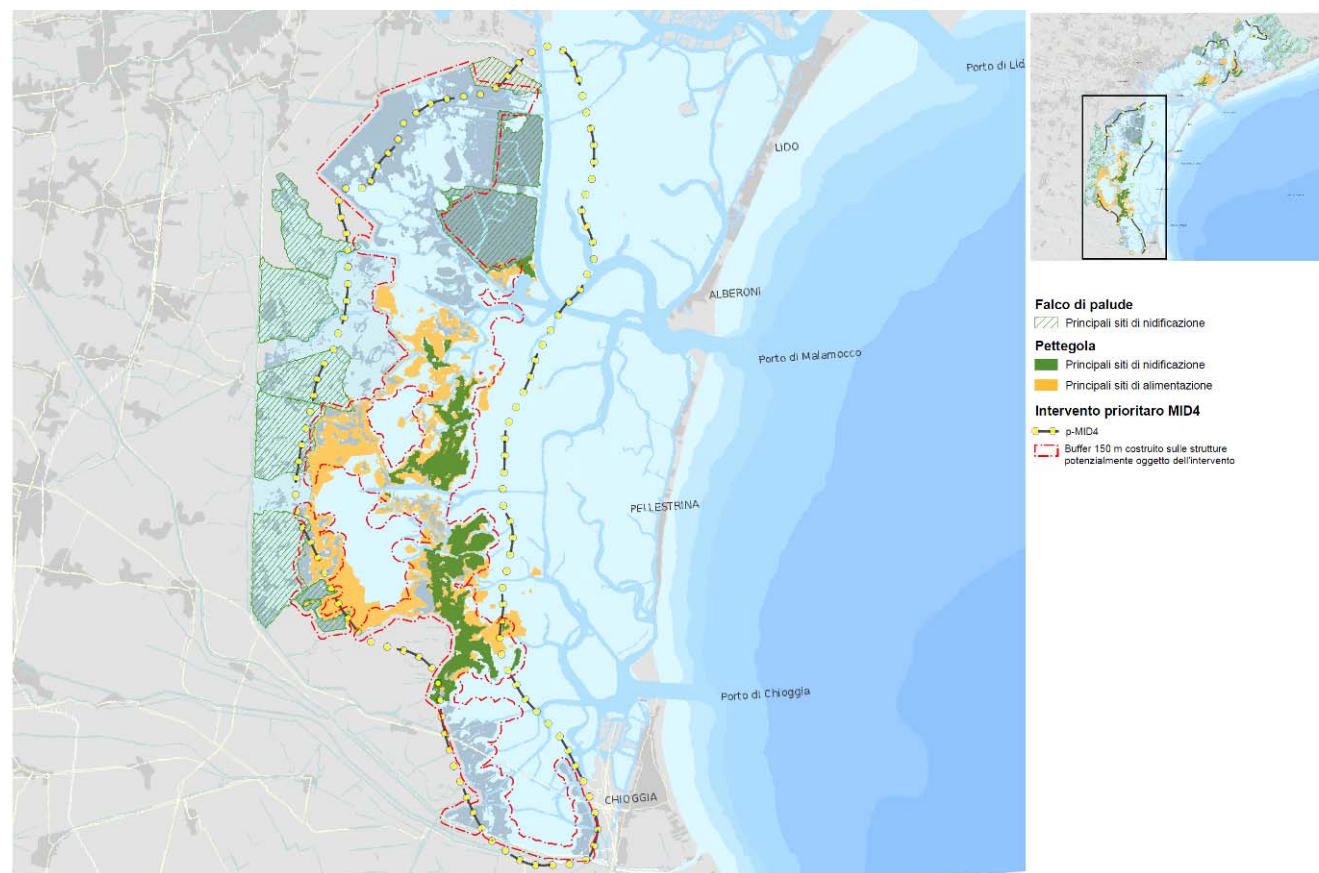 Porto di Lid
LIDO
ALBERONI
Porto di Malamocco
PELLESTRINA
Porto di Chioggia
CHIOGGIA
Falco di palude
Principali siti di nidificazione
Pettegola
Principali siti di nidificazione
Principali siti di alimentazione
Intervento prioritaro MID4
p-MID4
Buffer 150 m costruito sulle strutture
potenzialmente oggetto dell'intervento